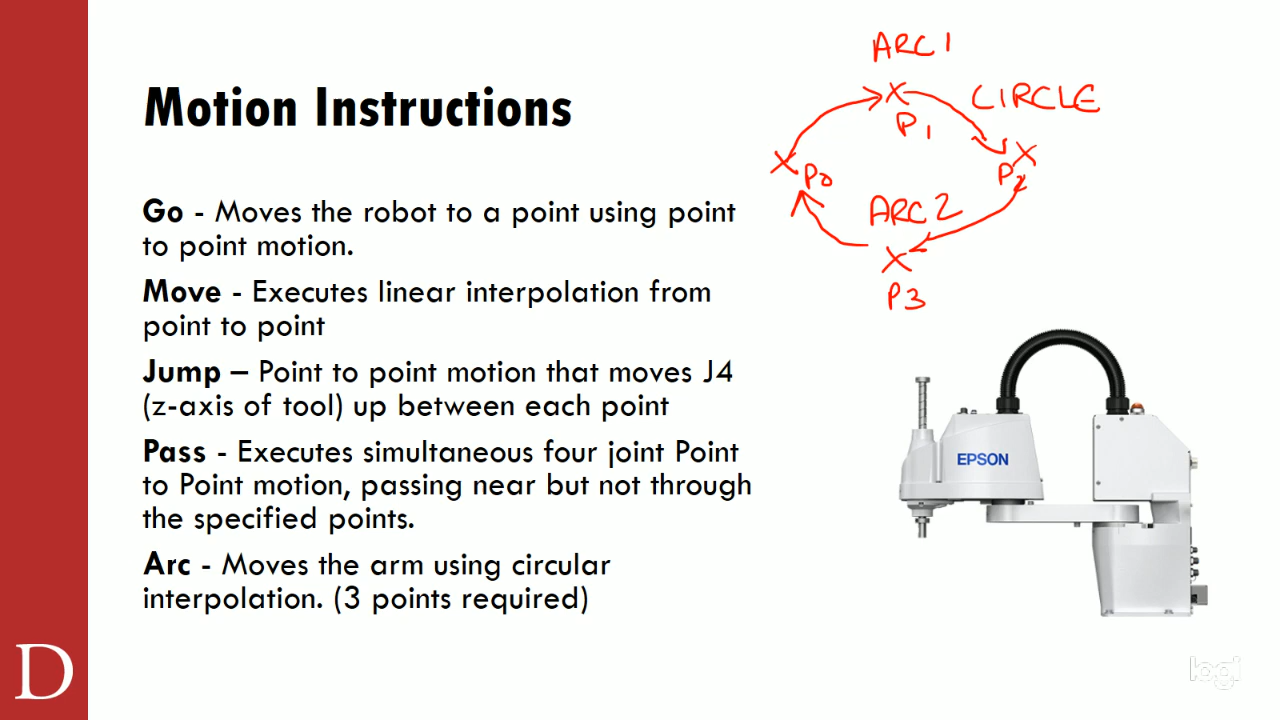 Motion Instructions
Go - Moves the robot to a point using point
to point motion.
Move - Executes linear interpolation from
point to point
Jump – Point to point motion that moves J4
(z-axis of tool) up between each point
Pass - Executes simultaneous four joint Point
to Point motion, passing near but not through
the specified points.
Arc - Moves the arm using circular
interpolation. (3 points required)
ARC 1
CIRCLE
P1
P0
P2
ARC 2
P3
EPSON
D
logi